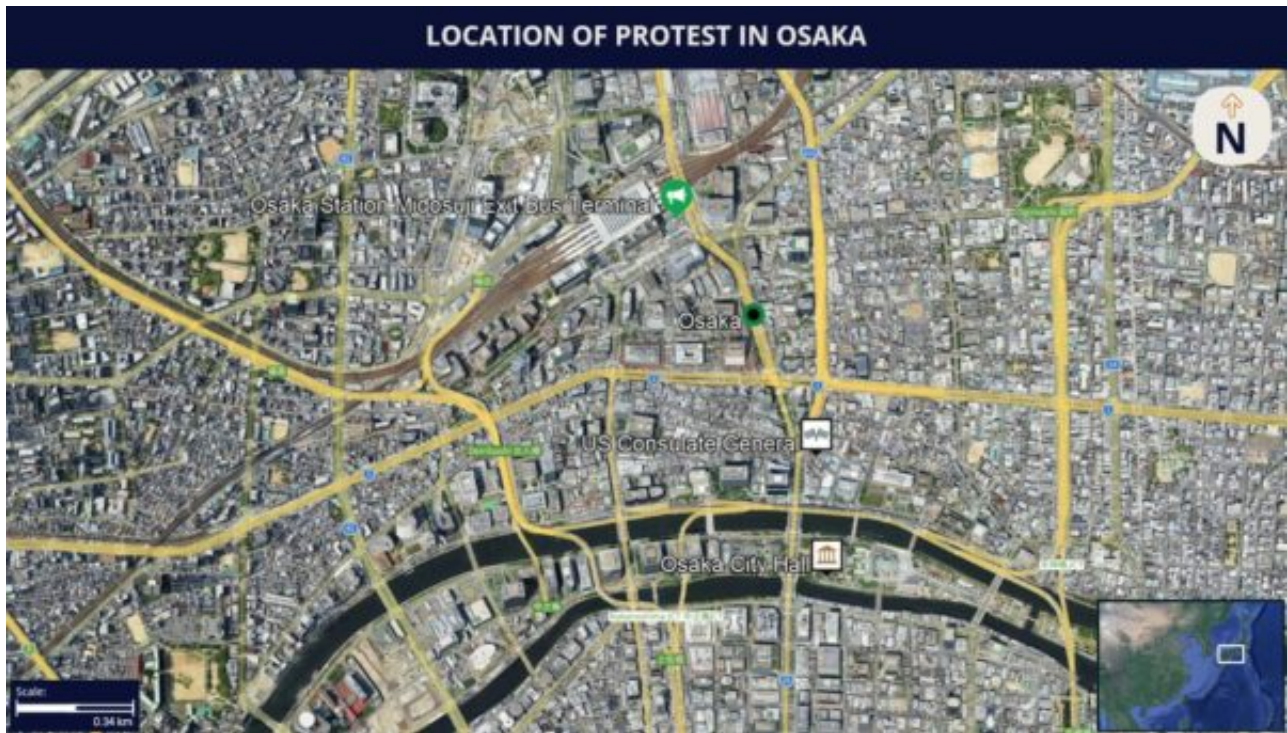 LOCATION OF PROTEST IN OSAKA
N
Osaka Station Midosuji Exit Bus Terminal
Osaka
US Consulate General
Osaka City Hall
Scale:
0.34 km